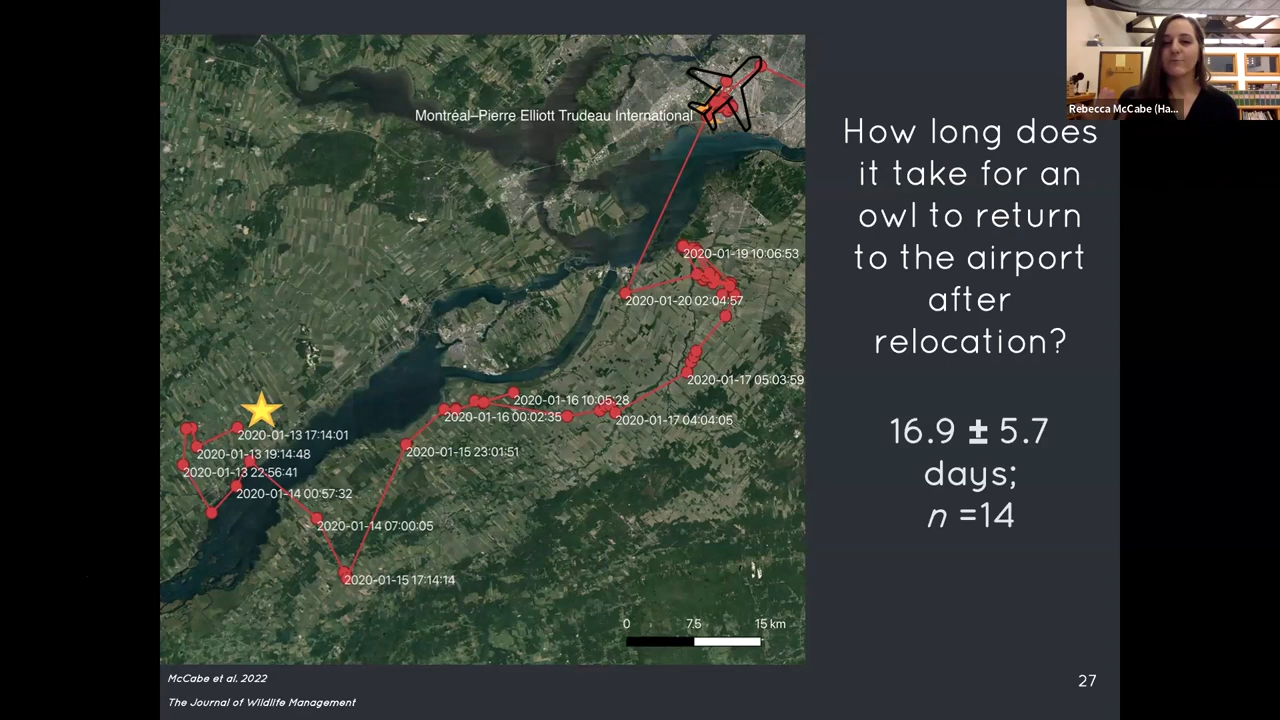 Rebecca McCabe (Ha...
Montréal–Pierre Elliott Trudeau International
How long does
it take for an
owl to return
to the airport
after
relocation?
16.9 ± 5.7
days;
n =14
2020-01-19 10:06:53
2020-01-20 02:04:57
2020-01-17 05:03:59
2020-01-16 10:05:28
2020-01-16 00:02:35
2020-01-17 04:04:05
2020-01-13 17:14:01
2020-01-13 19:14:48
2020-01-15 23:01:51
2020-01-13 22:56:41
2020-01-14 00:57:32
2020-01-14 07:00:05
2020-01-15 17:14:14
0 7.5 15 km
McCabe et al. 2022
The Journal of Wildlife Management
27